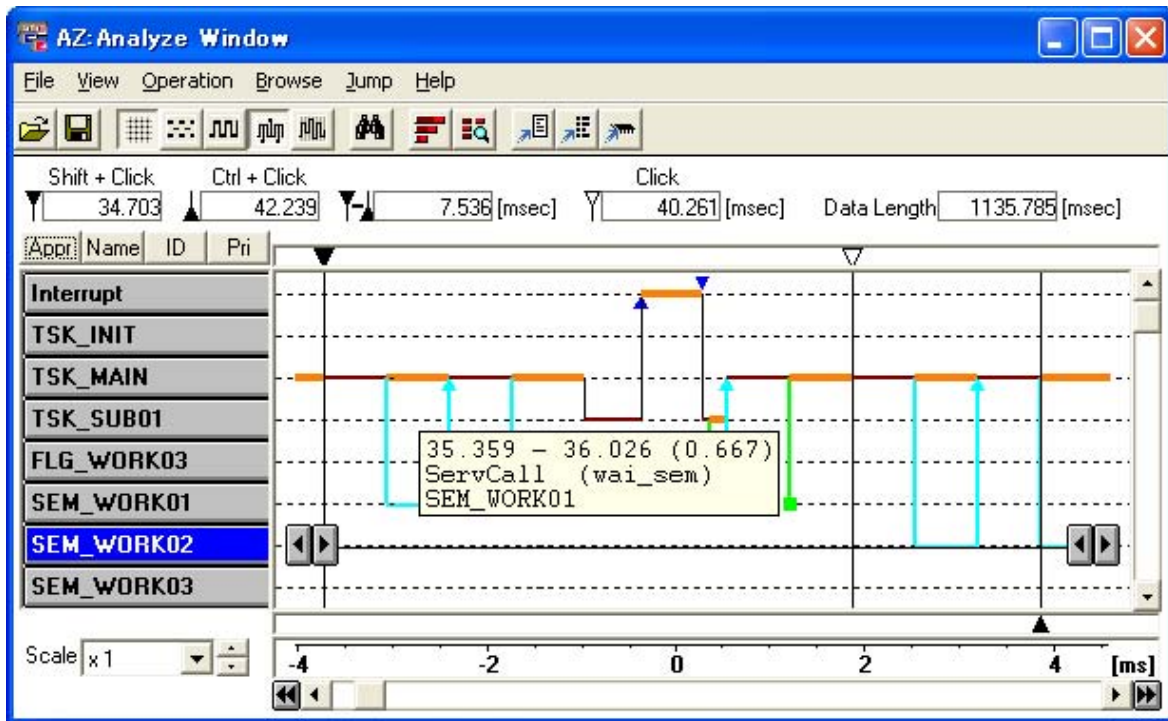 AZ:Analyze Window
File View Operation Browse Jump Help
Shift + Click Ctrl + Click Click
34.703 42.239 7.536 [msec] 40.261 [msec] Data Length 1135.785 [msec]
Appr Name ID Pri
Interrupt
TSK_INIT
TSK_MAIN
TSK_SUB01
FLG_WORK03
SEM_WORK01
SEM_WORK02
SEM_WORK03
35.359 – 36.026 (0.667)
ServCall (wai_sem)
SEM_WORK01
Scale x 1
-4 -2 0 2 4 [ms]